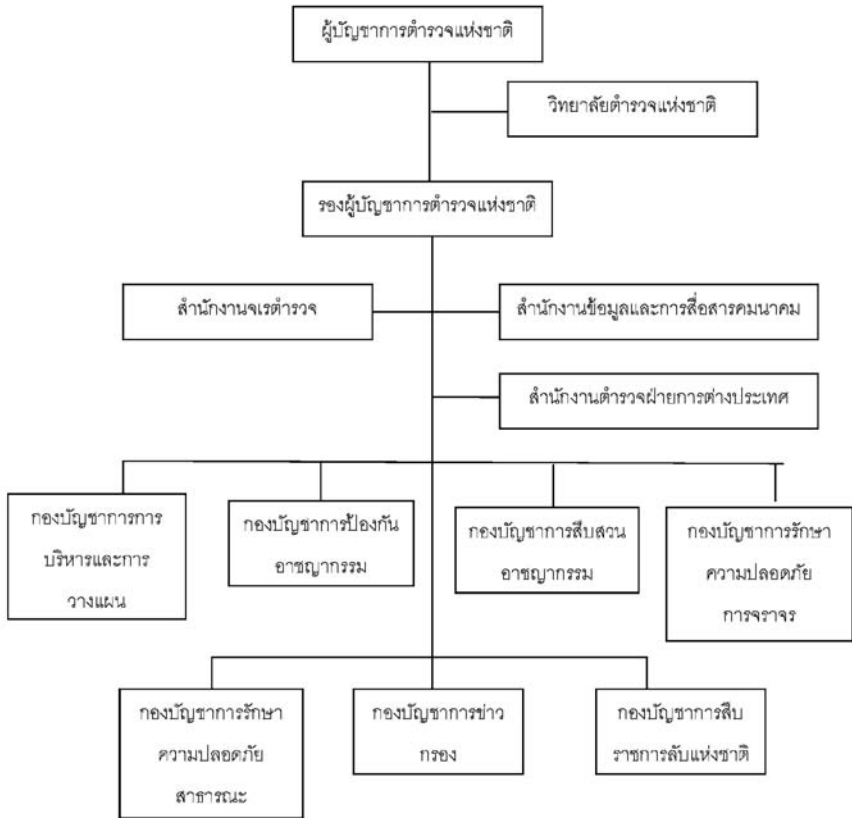 ผู้บัญชาการตำรวจแห่งชาติ
วิทยาลัยตำรวจแห่งชาติ
รองผู้บัญชาการตำรวจแห่งชาติ
สำนักงานจเรตำรวจ
สำนักงานข้อมูลและการสื่อสารคมนาคม
สำนักงานตำรวจฝ่ายการต่างประเทศ
กองบัญชาการการ
บริหารและการ
วางแผน
กองบัญชาการป้องกัน
อาชญากรรม
กองบัญชาการสืบสวน
อาชญากรรม
กองบัญชาการรักษา
ความปลอดภัย
การจราจร
กองบัญชาการรักษา
ความปลอดภัย
สาธารณะ
กองบัญชาการข่าว
กรอง
กองบัญชาการสืบ
ราชการลับแห่งชาติ